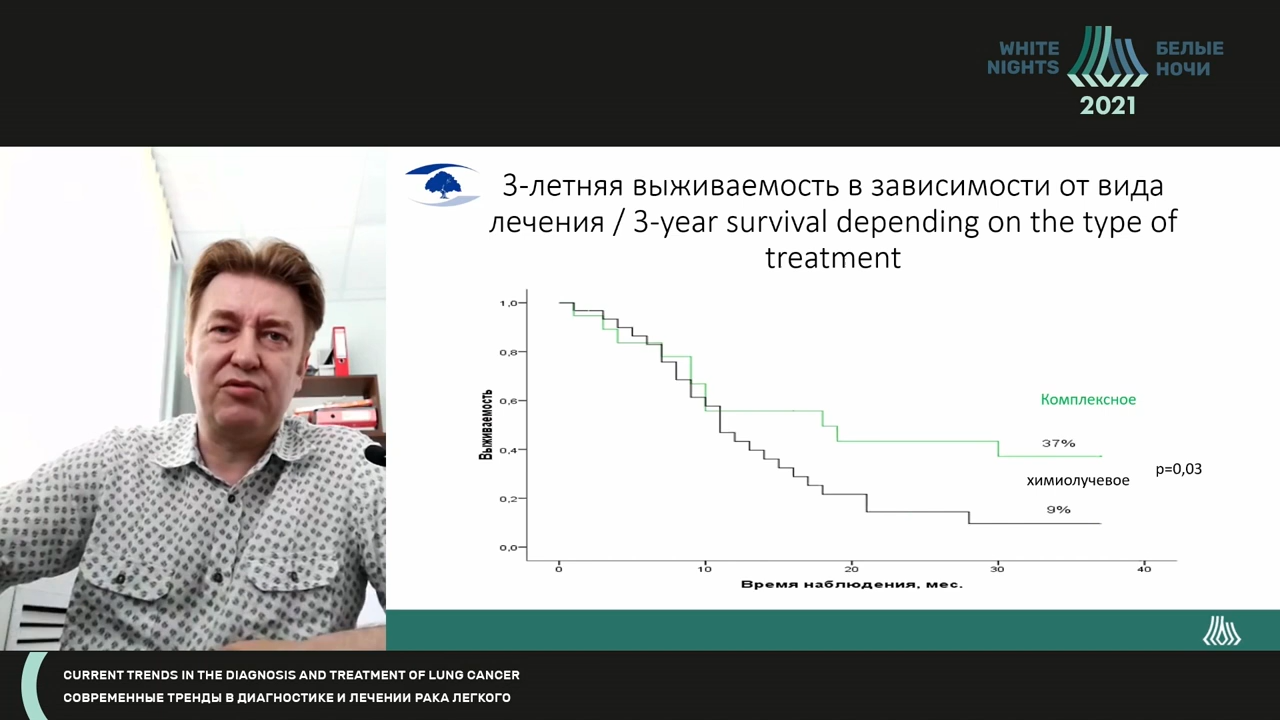 WHITE NIGHTS
БЕЛЫЕ НОЧИ
2021
3-летняя выживаемость в зависимости от вида
лечения / 3-year survival depending on the type of
treatment
1,0
0,8
0,6
0,4
0,2
0,0
Выживаемость
Комплексное
37%
химиолучевое
9%
p=0,03
0 10 20 30 40
Время наблюдения, мес.
CURRENT TRENDS IN THE DIAGNOSIS AND TREATMENT OF LUNG CANCER
СОВРЕМЕННЫЕ ТРЕНДЫ В ДИАГНОСТИКЕ И ЛЕЧЕНИИ РАКА ЛЕГКОГО